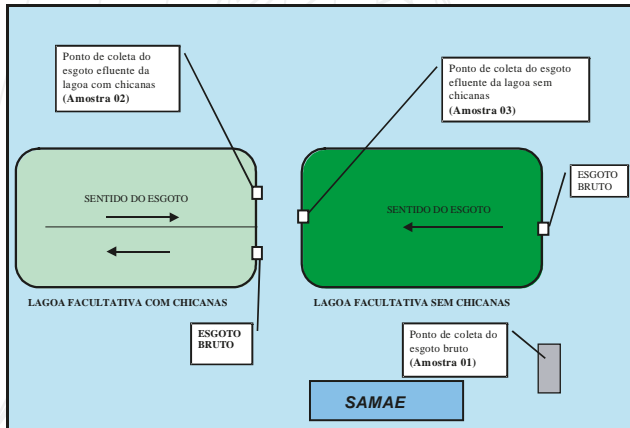 Ponto de coleta do
esgoto efluente da
lagoa com chicanas
(Amostra 02)
Ponto de coleta do esgoto
efluente da lagoa sem
chicanas
(Amostra 03)
ESGOTO
BRUTO
SENTIDO DO ESGOTO
SENTIDO DO ESGOTO
LAGOA FACULTATIVA COM CHICANAS
LAGOA FACULTATIVA SEM CHICANAS
ESGOTO
BRUTO
Ponto de coleta do
esgoto bruto
(Amostra 01)
SAMAE